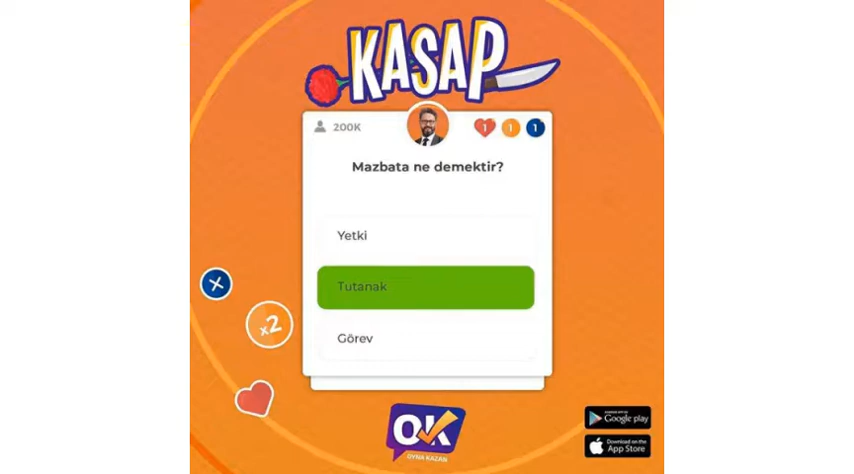 KASAP
200K
1 1 1
Mazbata ne demektir?
Yetki
Tutanak
x2
Görev
OK
OYNA KAZAN
Google play
Download on the
App Store